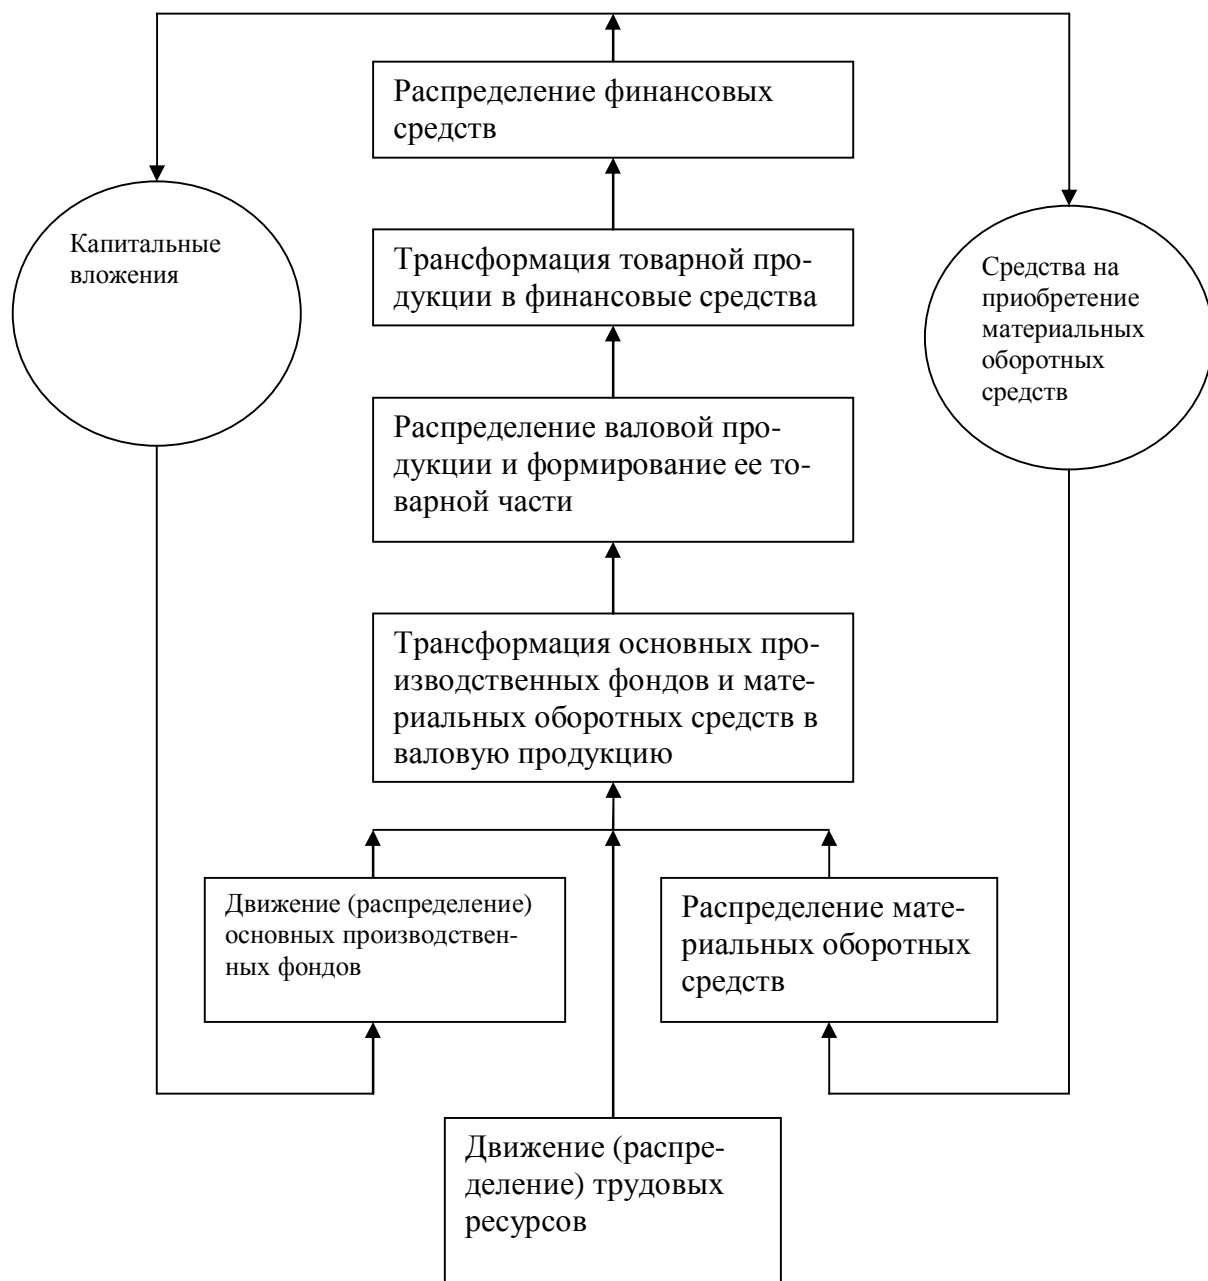 Распределение финансовых
средств
Капитальные
вложения
Трансформация товарной про-
дукции в финансовые средства
Средства на
приобретение
материальных
оборотных
средств
Распределение валовой про-
дукции и формирование ее то-
варной части
Трансформация основных про-
изводственных фондов и мате-
риальных оборотных средств в
валовую продукцию
Движение (распределение)
основных производствен-
ных фондов
Распределение мате-
риальных оборотных
средств
Движение (распре-
деление) трудовых
ресурсов